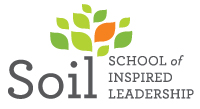 Soil
SCHOOL of
INSPIRED
LEADERSHIP